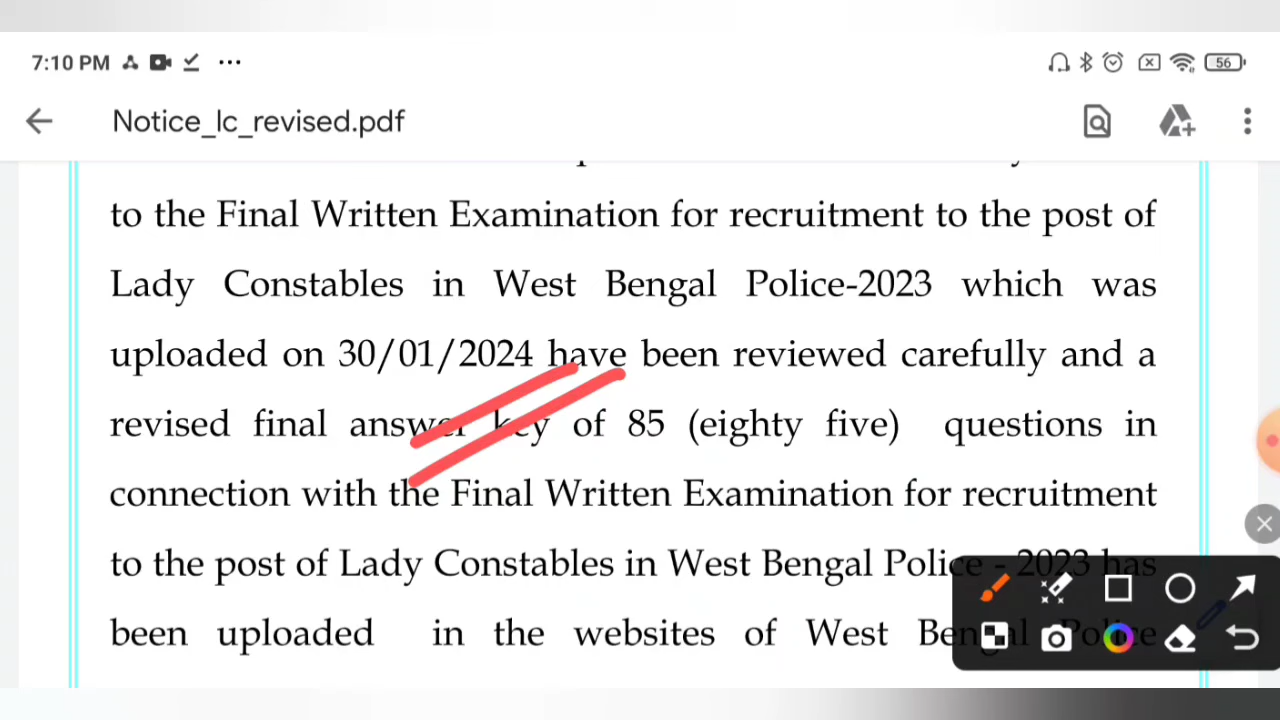 7:10 PM
56
Notice_lc_revised.pdf
to the Final Written Examination for recruitment to the post of
Lady Constables in West Bengal Police-2023 which was
uploaded on 30/01/2024 have been reviewed carefully and a
revised final answer key of 85 (eighty five) questions in
connection with the Final Written Examination for recruitment
to the post of Lady Constables in West Bengal Police - 2023 has
been uploaded in the websites of West Bengal Police